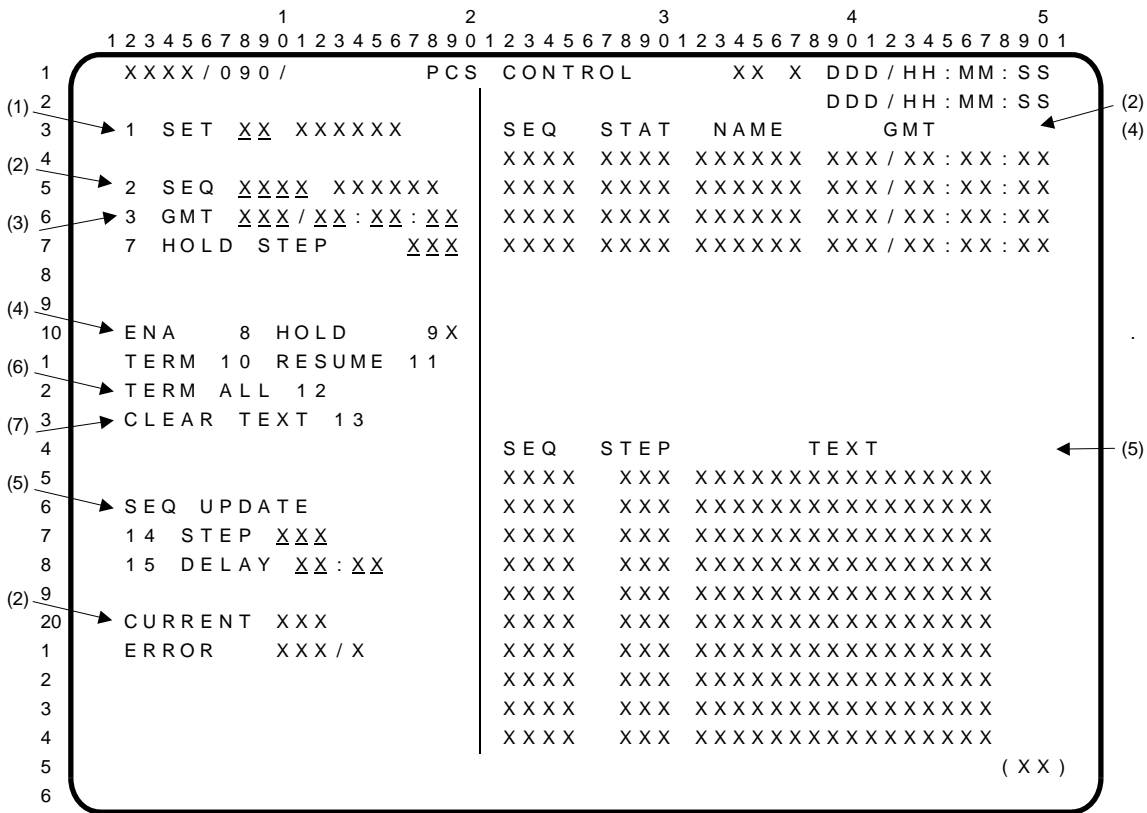 1 2 3 4 5
1 2 3 4 5 6 7 8 9 0 1 2 3 4 5 6 7 8 9 0 1 2 3 4 5 6 7 8 9 0 1 2 3 4 5 6 7 8 9 0 1 2 3 4 5 6 7 8 9 0 1
1 XXXX/090/ PCS CONTROL XX X DDD/HH:MM:SS
(1) 2 DDD/HH:MM:SS (2)
3 1 SET XX XXXXXX SEQ STAT NAME GMT (4)
(2) 4 XXXX XXX XXXXXX XXX/XX:XX:XX
5 2 SEQ XXXX XXXXXX XXXX XXX XXXXXX XXX/XX:XX:XX
(3) 6 3 GMT XXX/XX:XX:XX XXXX XXX XXXXXX XXX/XX:XX:XX
7 7 HOLD STEP XXX XXXX XXX XXXXXX XXX/XX:XX:XX
8
(4) 9
10 ENA 8 HOLD 9X .
(6) 1 TERM 10 RESUME 11
2 TERM ALL 12
(7) 3 CLEAR TEXT 13
4 SEQ STEP TEXT (5)
(5) 5 XXXX XXX XXXXXXXXXXXXXXXX
6 SEQ UPDATE XXXX XXX XXXXXXXXXXXXXXXX
7 14 STEP XXX XXXX XXX XXXXXXXXXXXXXXXX
8 15 DELAY XX:XX XXXX XXX XXXXXXXXXXXXXXXX
(2) 9 XXXX XXX XXXXXXXXXXXXXXXX
20 CURRENT XXX XXXX XXX XXXXXXXXXXXXXXXX
1 ERROR XXX/X XXXX XXX XXXXXXXXXXXXXXXX
2 XXXX XXX XXXXXXXXXXXXXXXX
3 XXXX XXX XXXXXXXXXXXXXXXX
4 XXXX XXX XXXXXXXXXXXXXXXX
5 (XX)
6